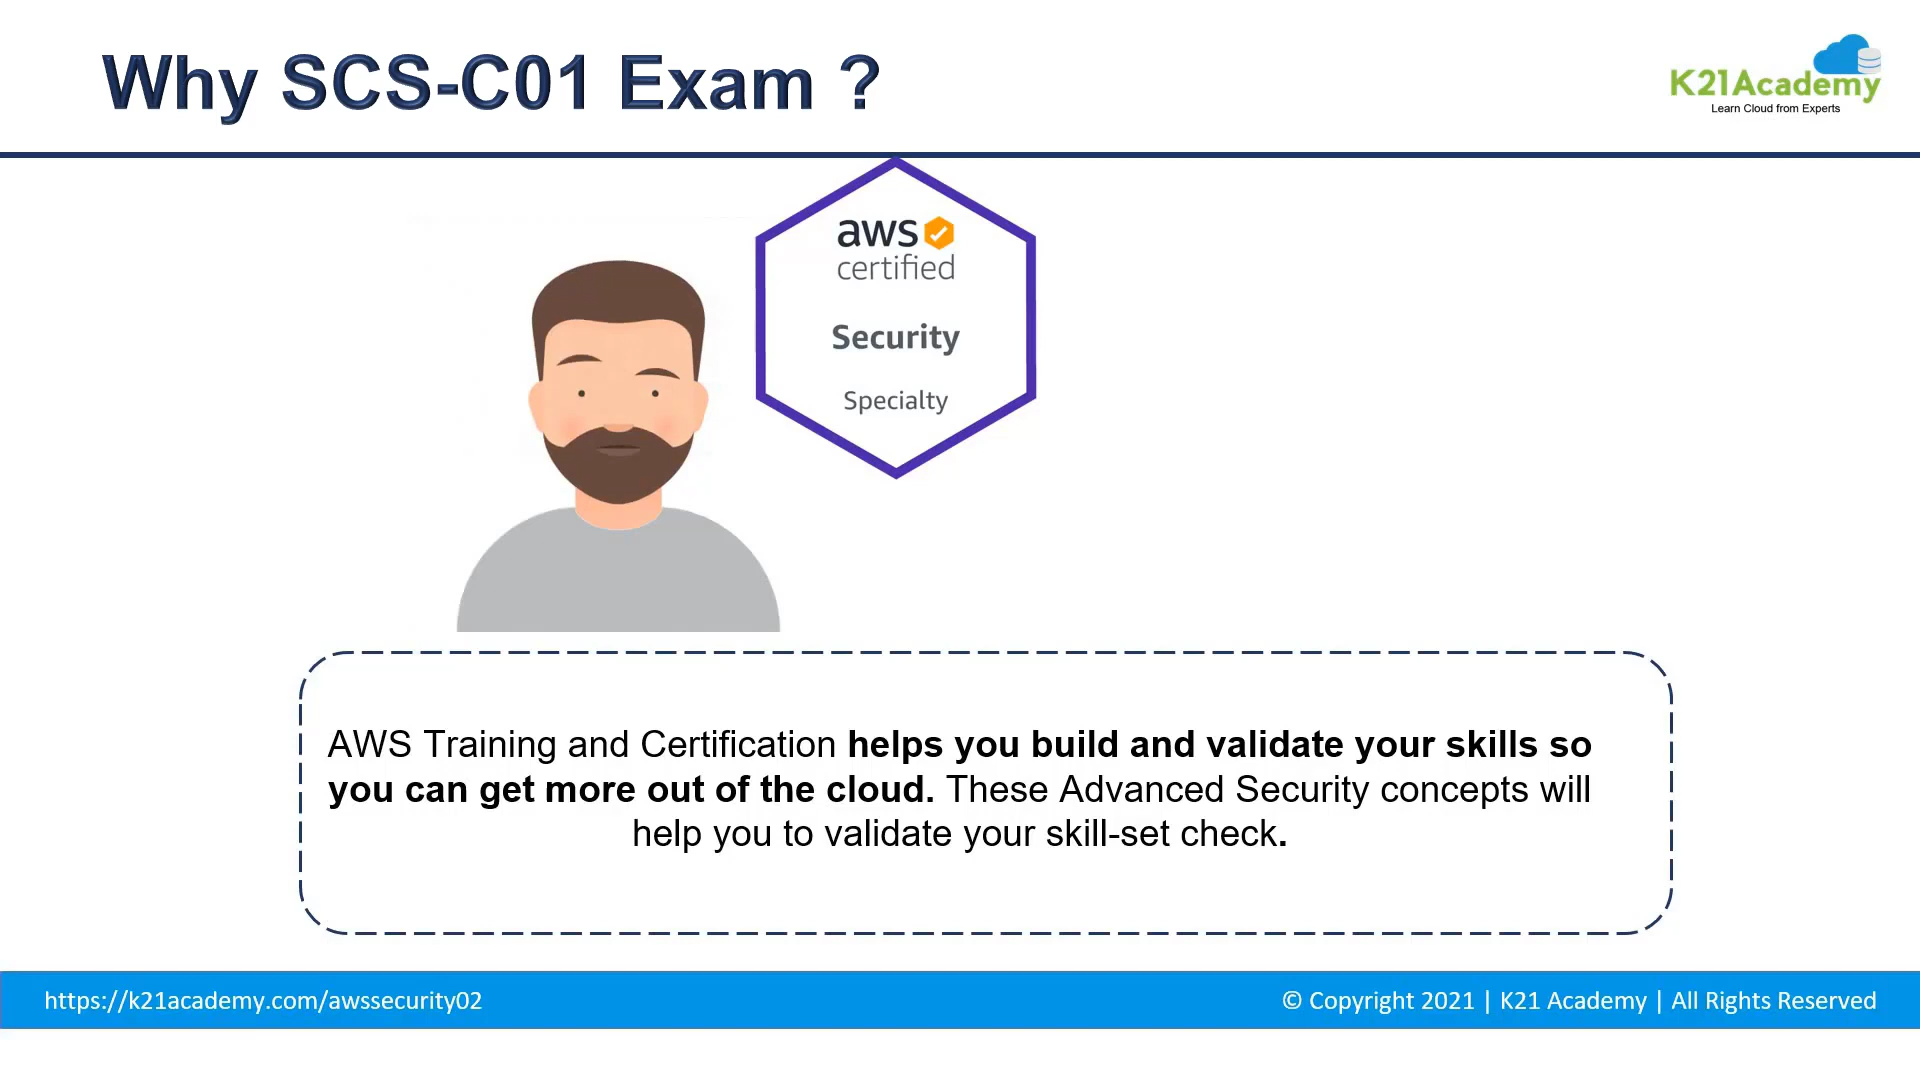 Why SCS-C01 Exam ?
K21Academy
Learn Cloud from Experts
aws
certified
Security
Specialty
AWS Training and Certification helps you build and validate your skills so
you can get more out of the cloud. These Advanced Security concepts will
help you to validate your skill-set check.
https://k21academy.com/awssecurity02
© Copyright 2021 | K21 Academy | All Rights Reserved